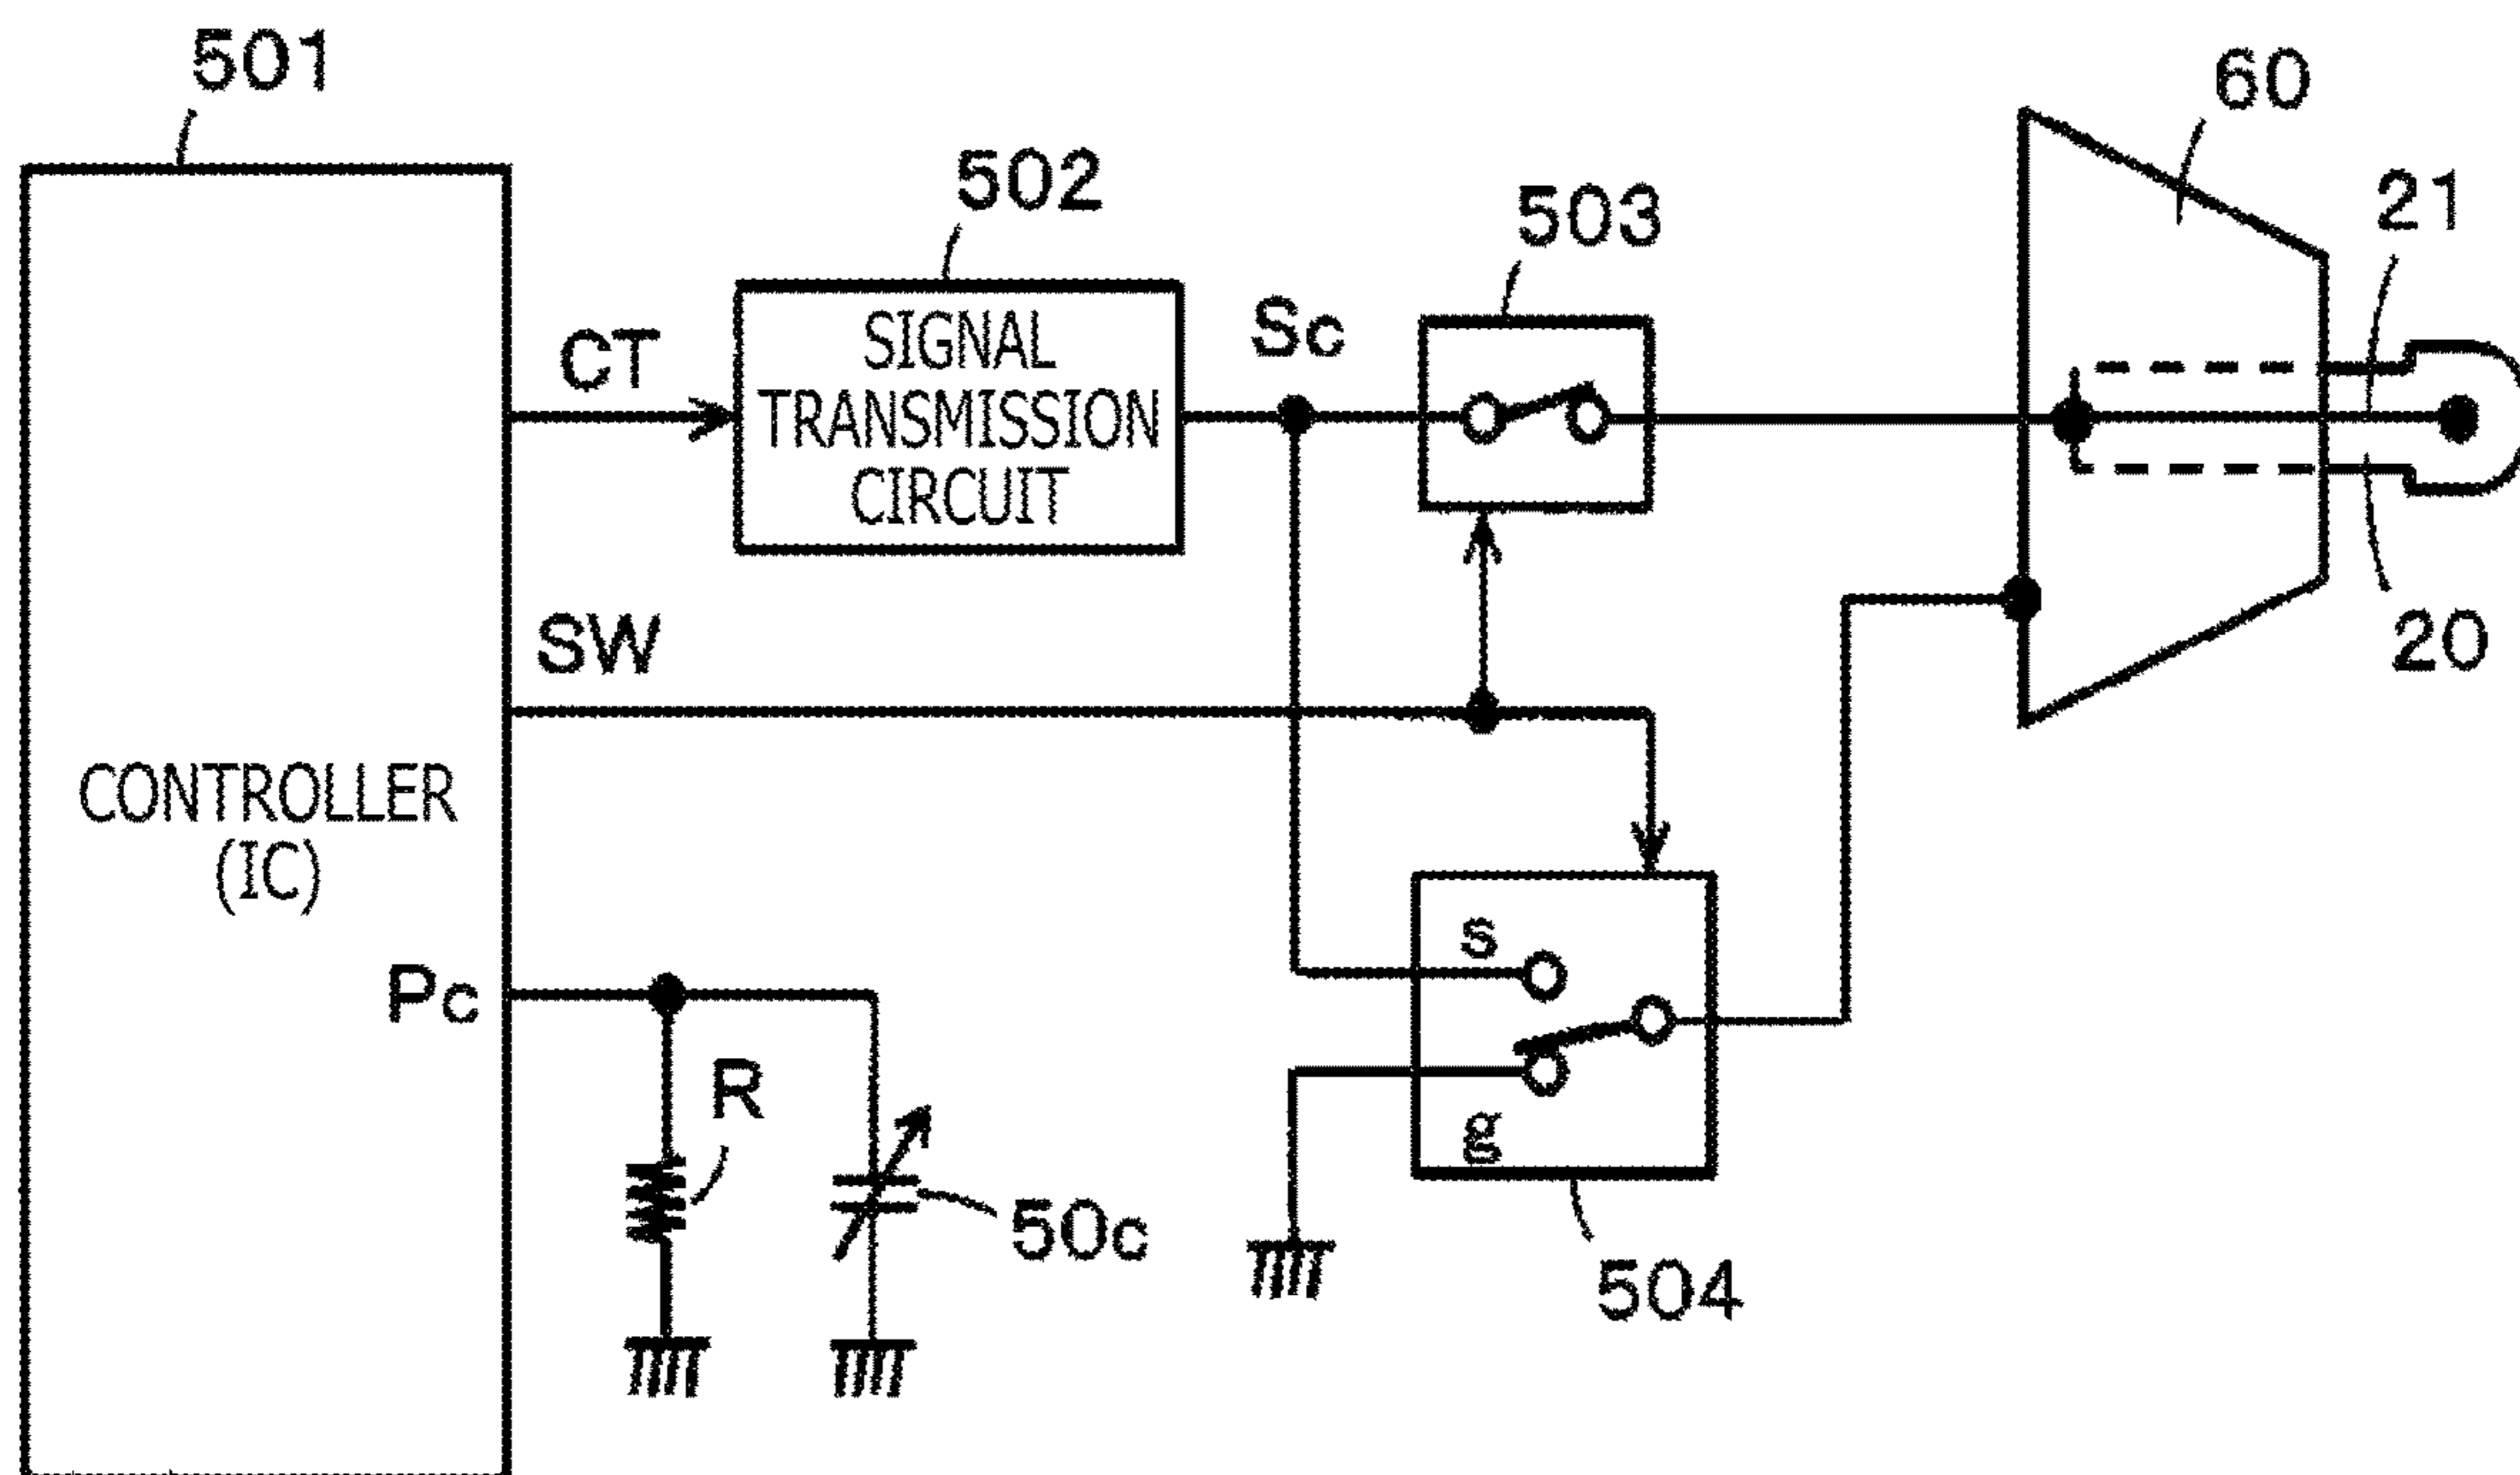 501
60
502
21
503
Sc
SIGNAL
TRANSMISSION
CIRCUIT
CT
SW
20
CONTROLLER
(IC)
s
Pc
R
g
50c
504